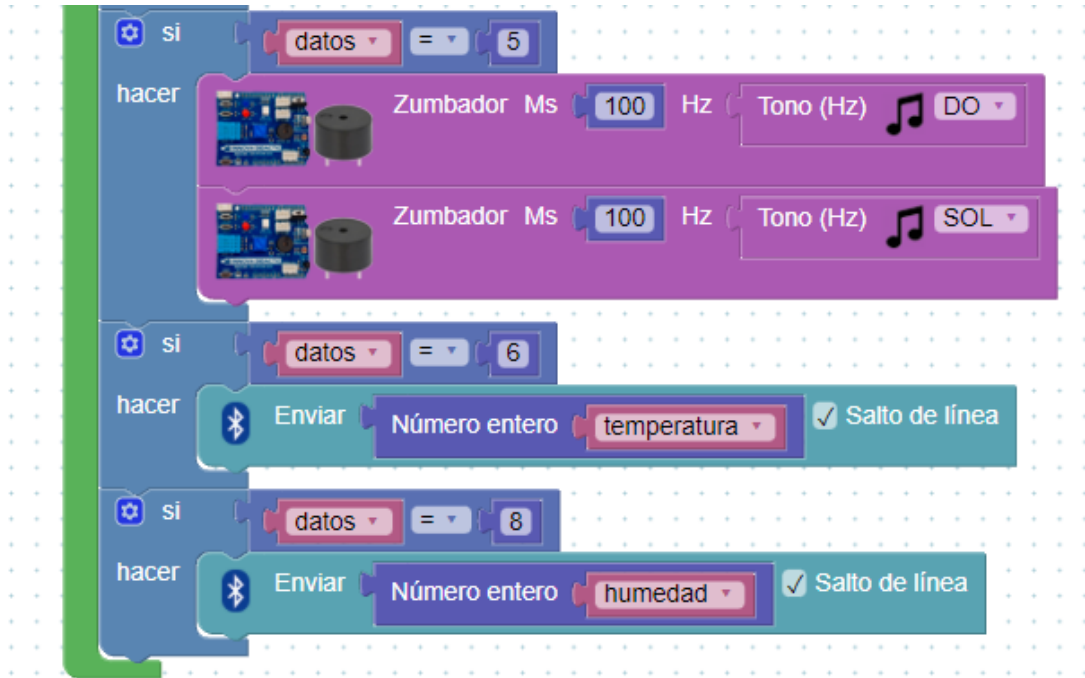 si datos = 5
hacer Zumbador Ms 100 Hz Tono (Hz) DO
Zumbador Ms 100 Hz Tono (Hz) SOL
si datos = 6
hacer Enviar Número entero temperatura Salto de línea
si datos = 8
hacer Enviar Número entero humedad Salto de línea